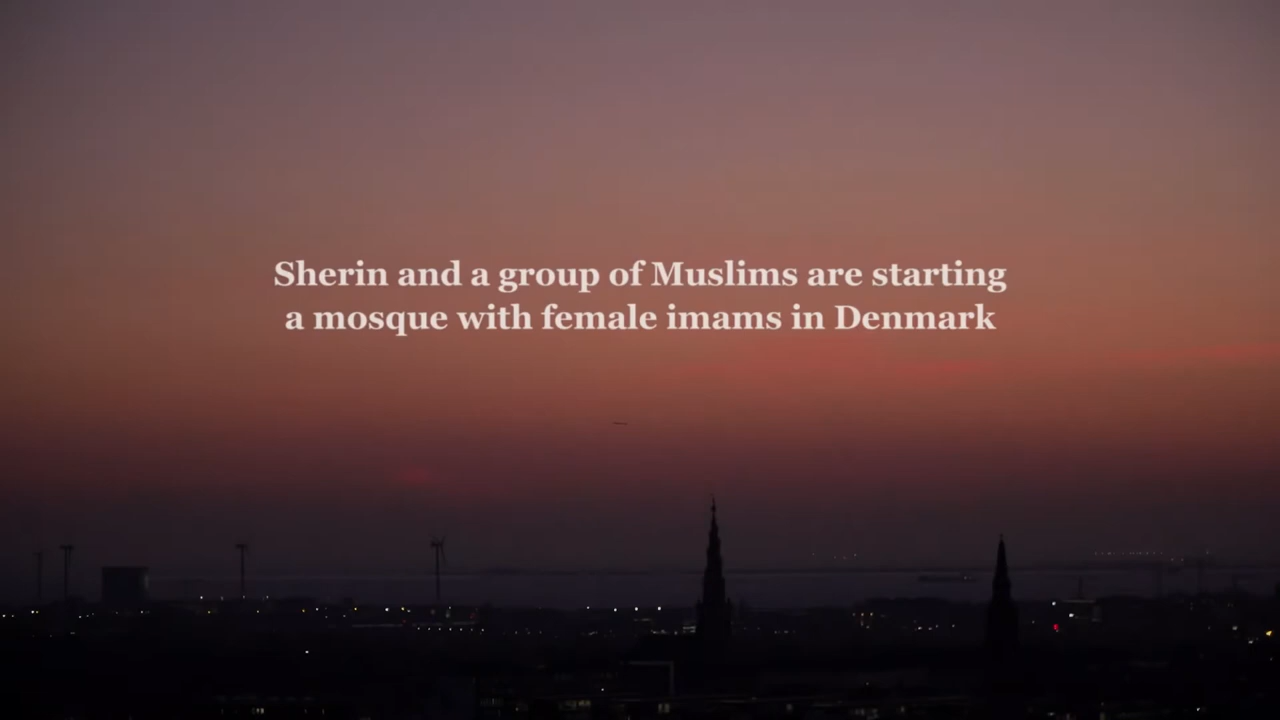 Sherin and a group of Muslims are starting
a mosque with female imams in Denmark